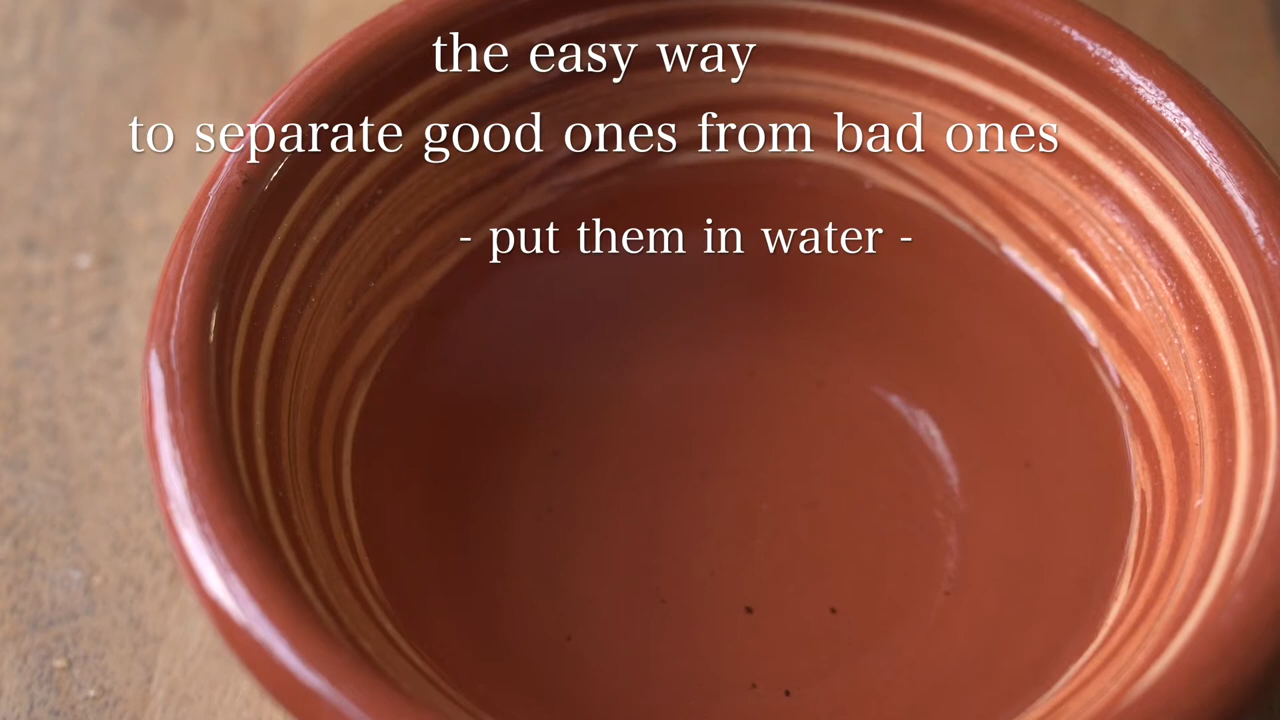 the easy way
to separate good ones from bad ones
- put them in water -